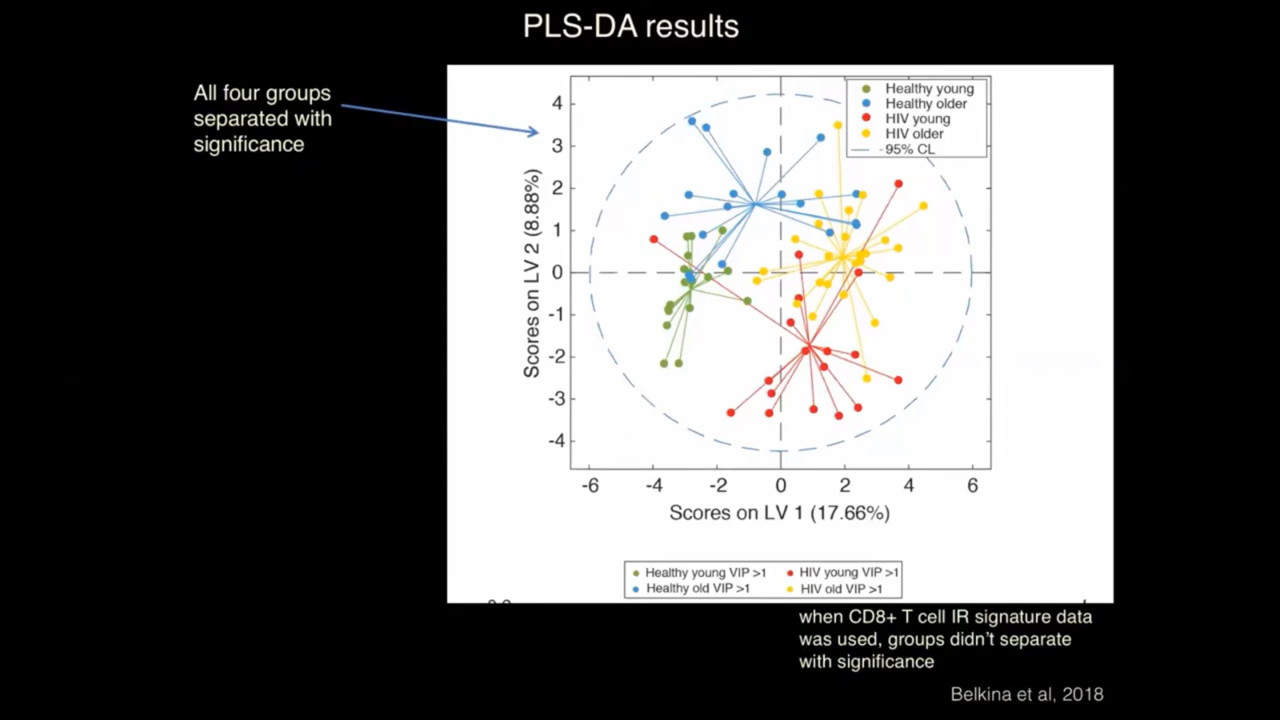 PLS-DA results
All four groups
separated with
significance
Healthy young
Healthy older
HIV young
HIV older
95% CL
4
3
2
1
0
-1
-2
-3
-4
Scores on LV 2 (8.88%)
-6 -4 -2 0 2 4 6
Scores on LV 1 (17.66%)
Healthy young VIP >1 HIV young VIP >1
Healthy old VIP >1 HIV old VIP >1
when CD8+ T cell IR signature data
was used, groups didn't separate
with significance
Belkina et al, 2018